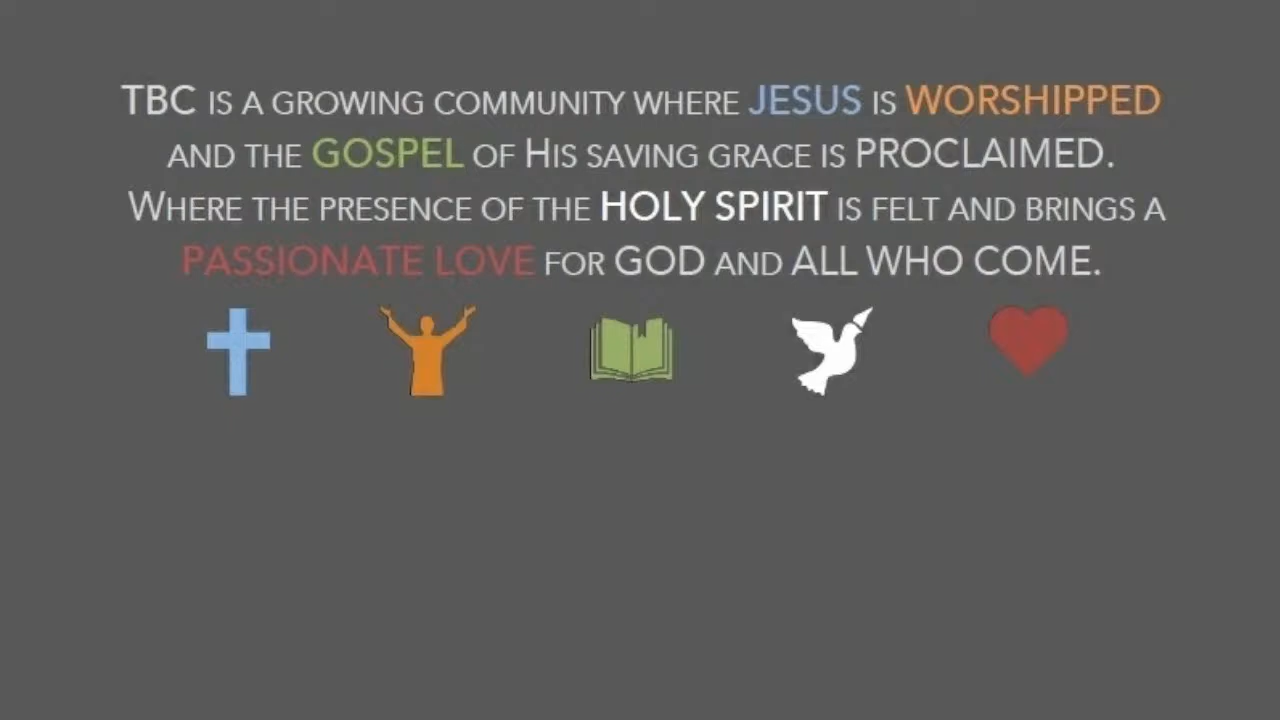 TBC IS A GROWING COMMUNITY WHERE JESUS IS WORSHIPPED
AND THE GOSPEL OF HIS SAVING GRACE IS PROCLAIMED.
WHERE THE PRESENCE OF THE HOLY SPIRIT IS FELT AND BRINGS A
PASSIONATE LOVE FOR GOD AND ALL WHO COME.